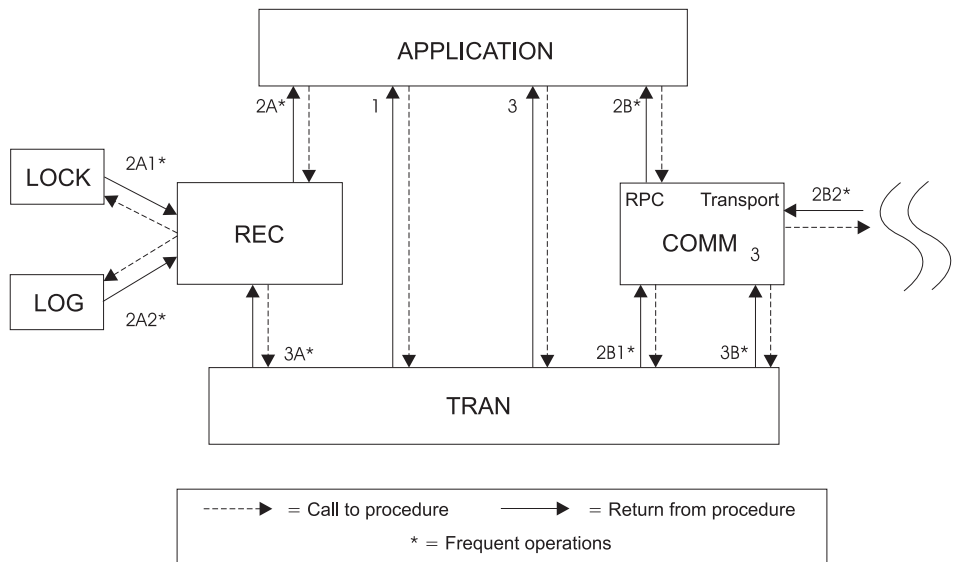 APPLICATION
2A*
1
3
2B*
LOCK
2A1*
REC
RPC
Transport
2B2*
COMM
3
LOG
2A2*
3A*
2B1*
3B*
TRAN
= Call to procedure
= Return from procedure
* = Frequent operations